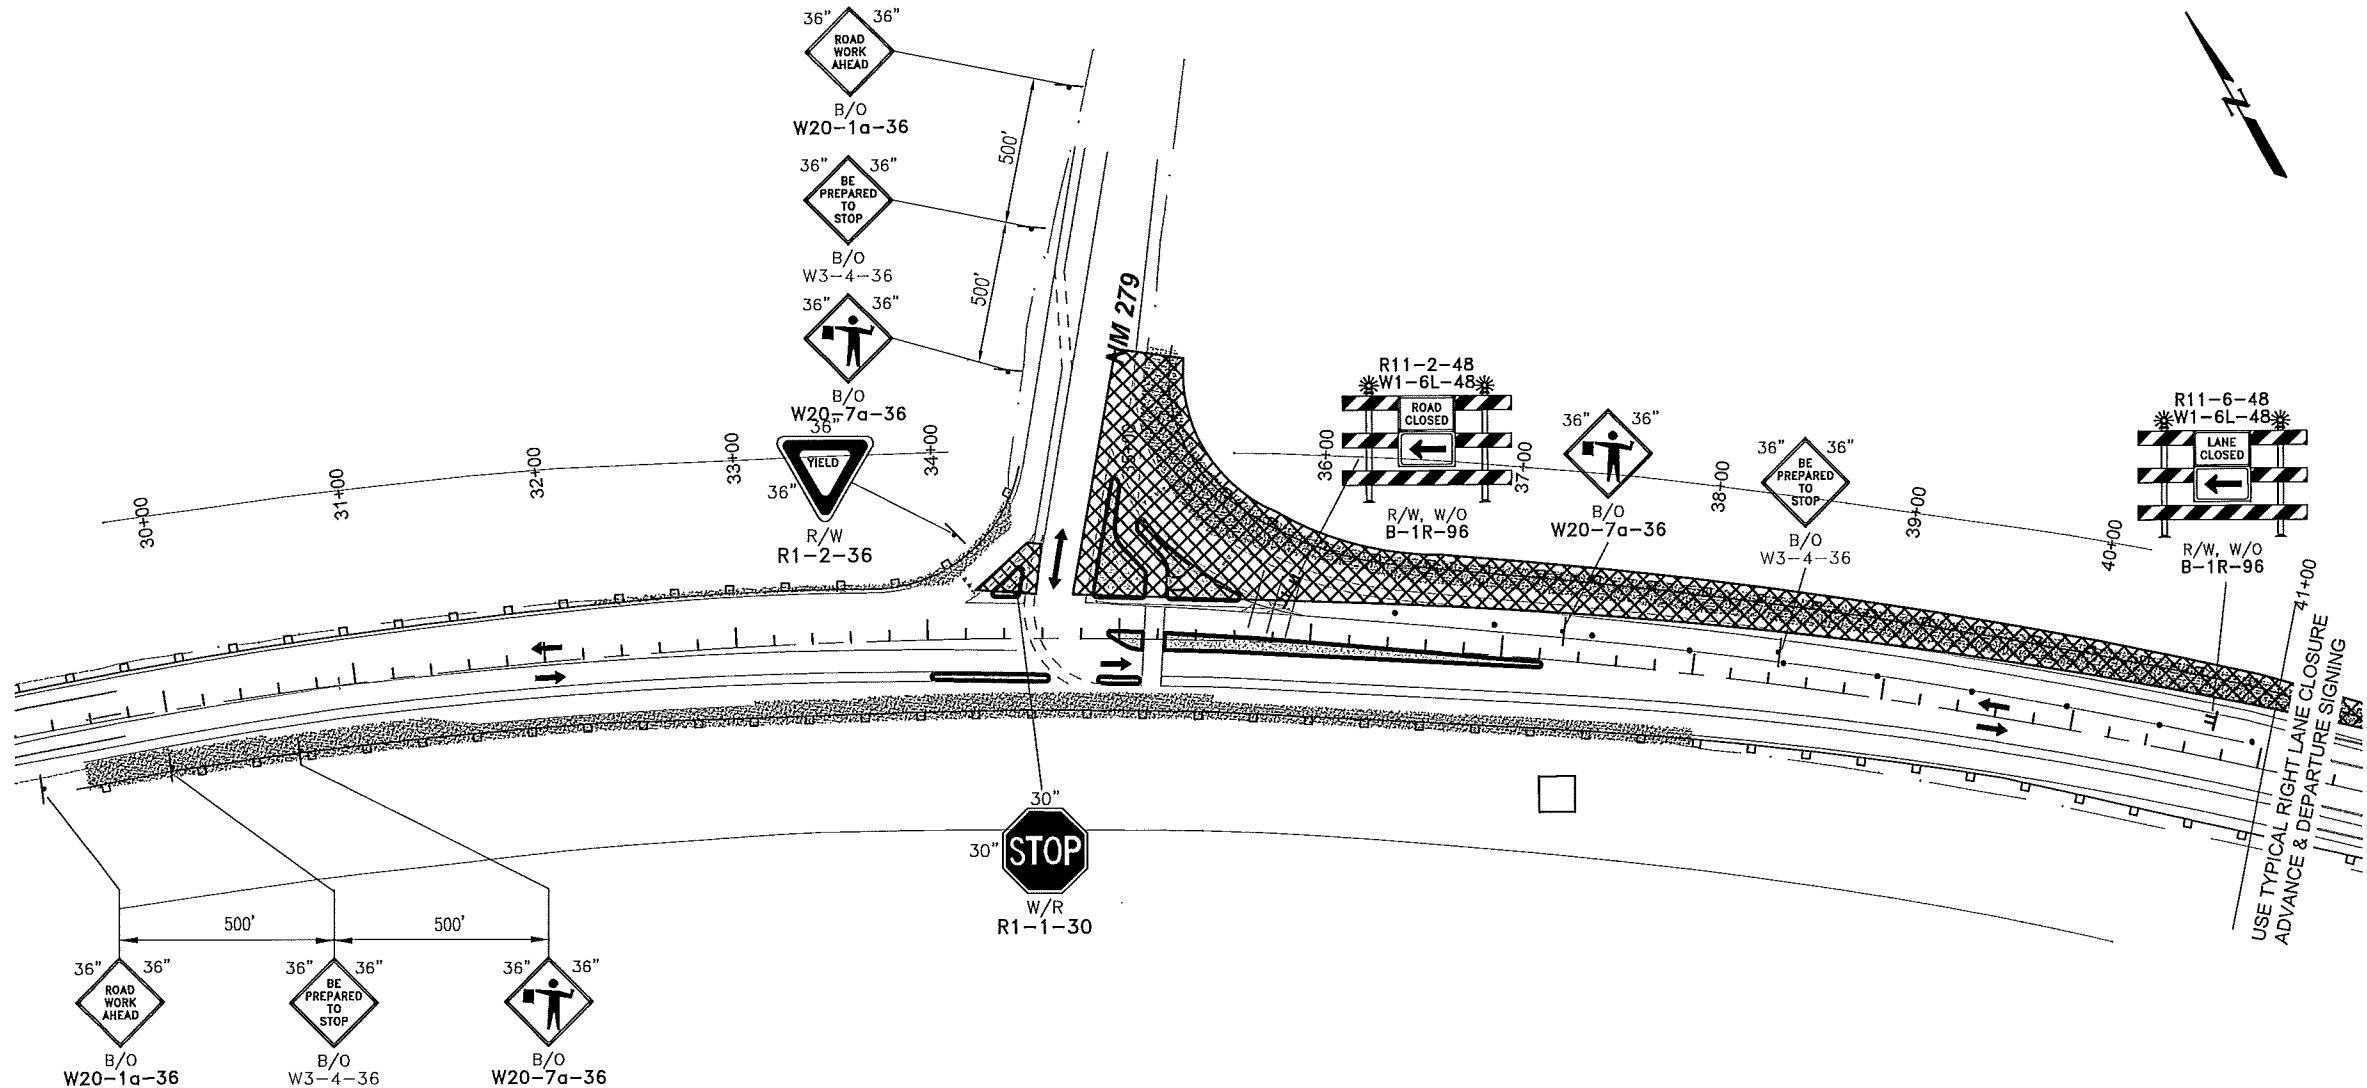 36" 36"
ROAD
WORK
AHEAD
B/O
W20-1a-36
500'
36" 36"
BE
PREPARED
TO
STOP
B/O
W3-4-36
500'
36" 36"
B/O
W20-7a-36
36"
YIELD
36"
R/W
R1-2-36
NM 279
30+00
31+00
32+00
33+00
34+00
35+00
36+00
37+00
38+00
39+00
40+00
41+00
R11-2-48
W1-6L-48
ROAD
CLOSED
R/W, W/O
B-1R-96
36" 36"
B/O
W20-7a-36
36" 36"
BE
PREPARED
TO
STOP
B/O
W3-4-36
R11-6-48
W1-6L-48
LANE
CLOSED
R/W, W/O
B-1R-96
USE TYPICAL RIGHT LANE CLOSURE
ADVANCE & DEPARTURE SIGNING
30"
30"
STOP
W/R
R1-1-30
500'
500'
36" 36"
ROAD
WORK
AHEAD
B/O
W20-1a-36
36" 36"
BE
PREPARED
TO
STOP
B/O
W3-4-36
36" 36"
B/O
W20-7a-36